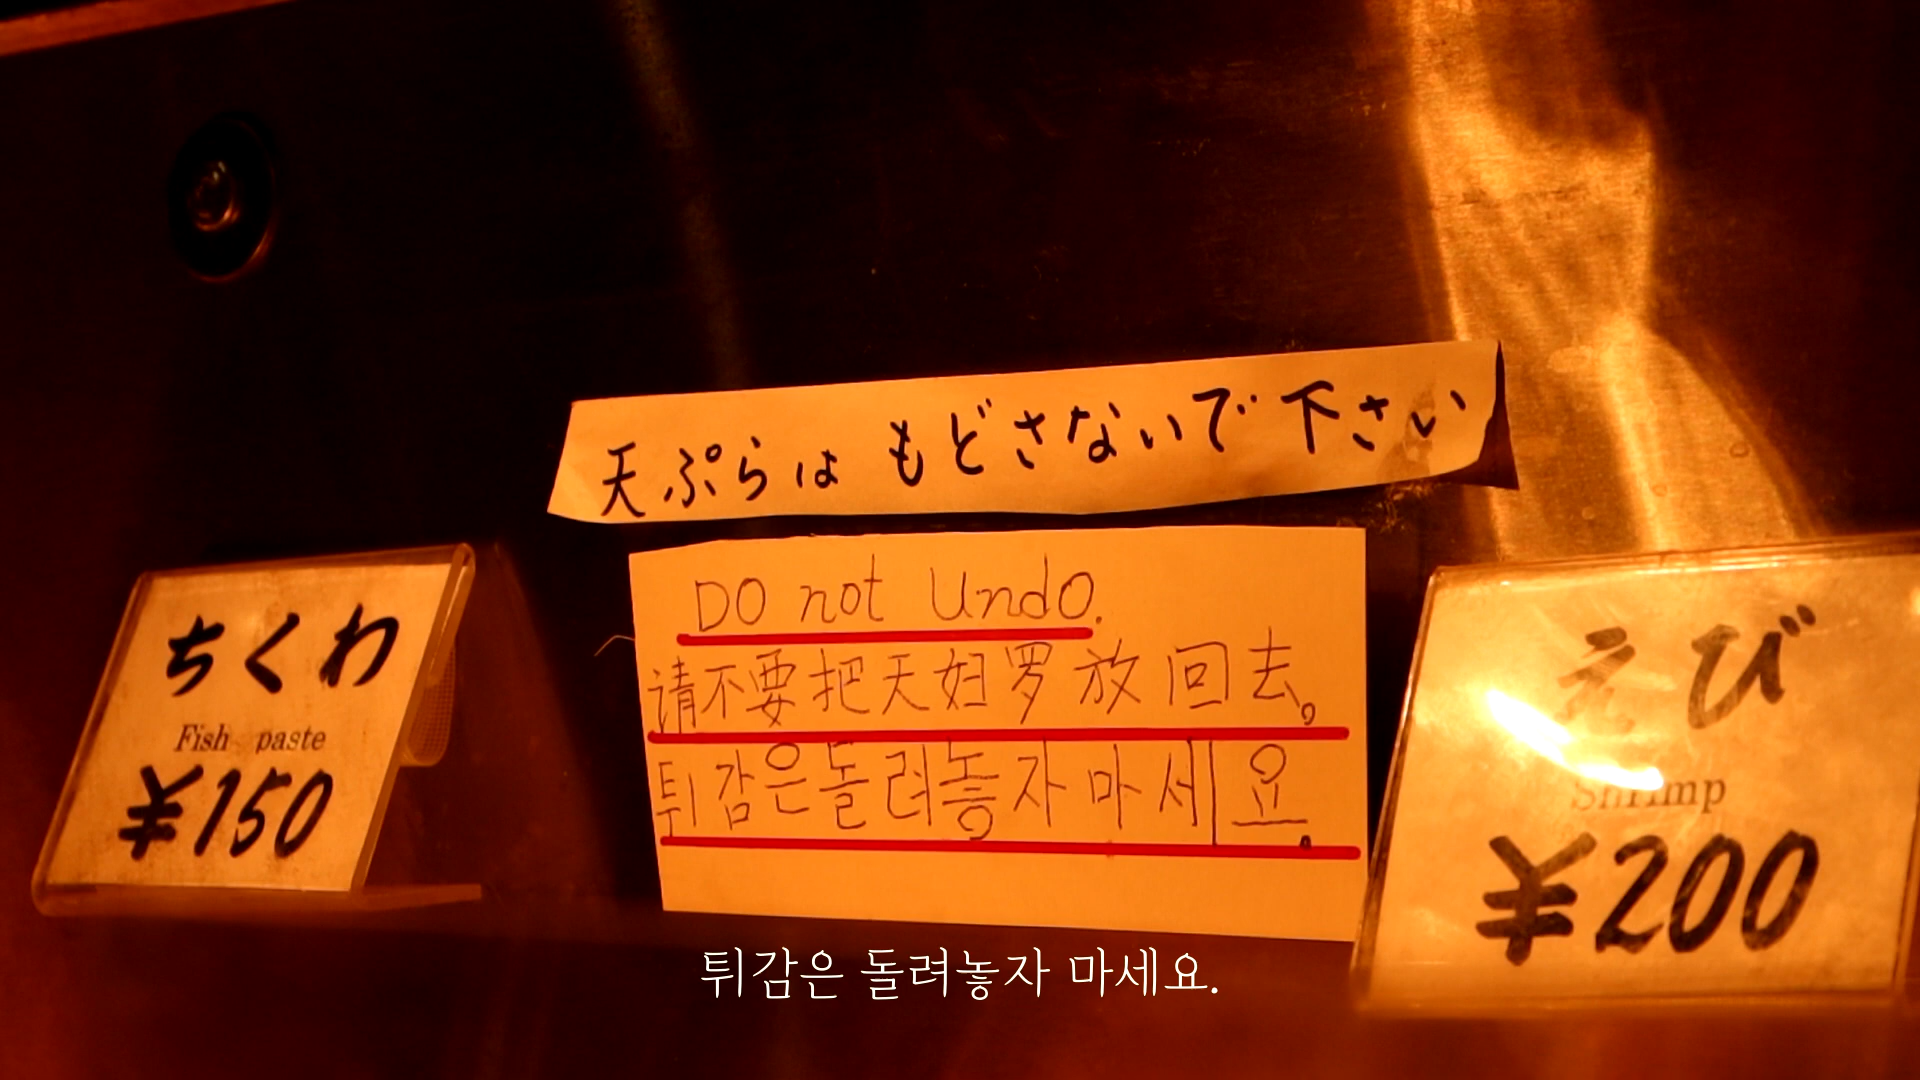 天ぷらは もどさないで下さい
DO not Undo.
请不要把天妇罗放回去。
튀감은돌려놓자마세요.
ちくわ
Fish paste
¥150
えび
Shrimp
¥200
튀감은 돌려놓자 마세요.